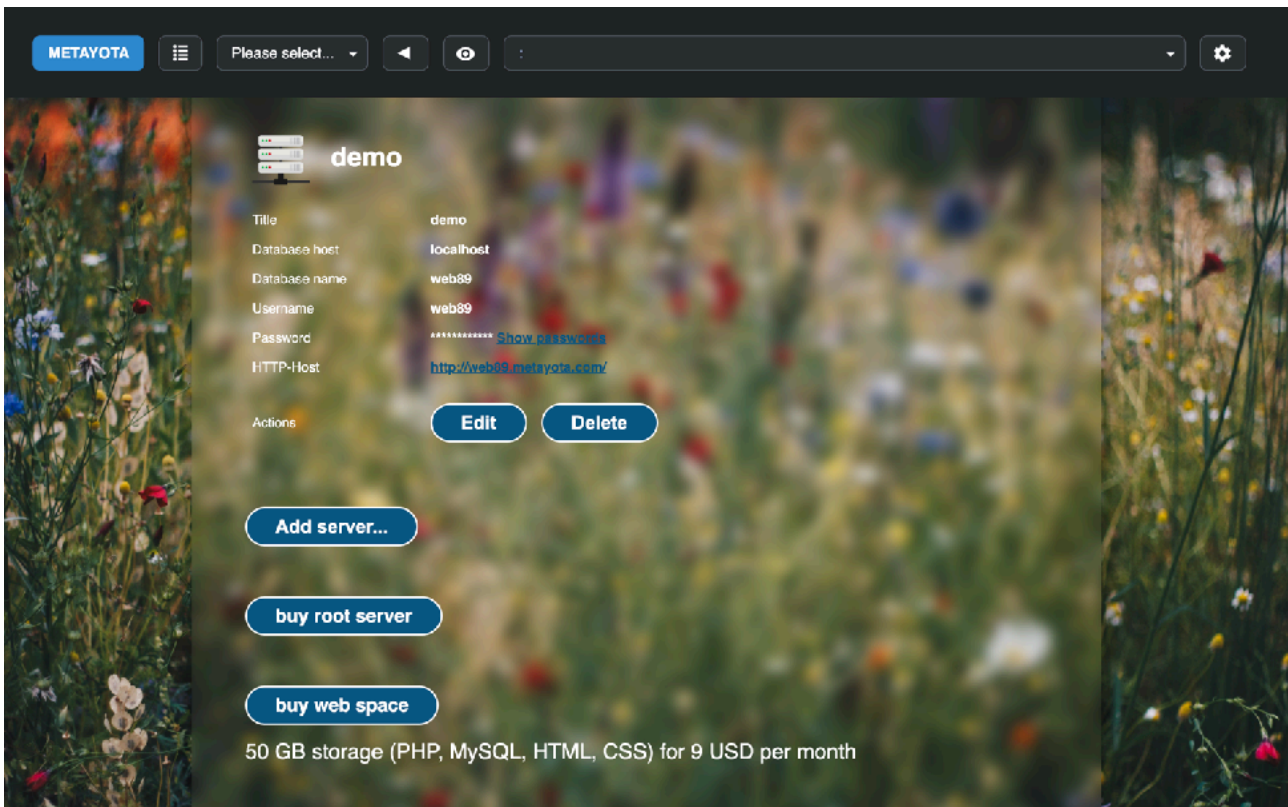 METAYOTA Please select... :
demo
Title demo
Database host localhost
Database name web89
Username web89
Password ************ Show passwords
HTTP-Host http://web89.metayota.com/
Actions Edit Delete
Add server...
buy root server
buy web space
50 GB storage (PHP, MySQL, HTML, CSS) for 9 USD per month